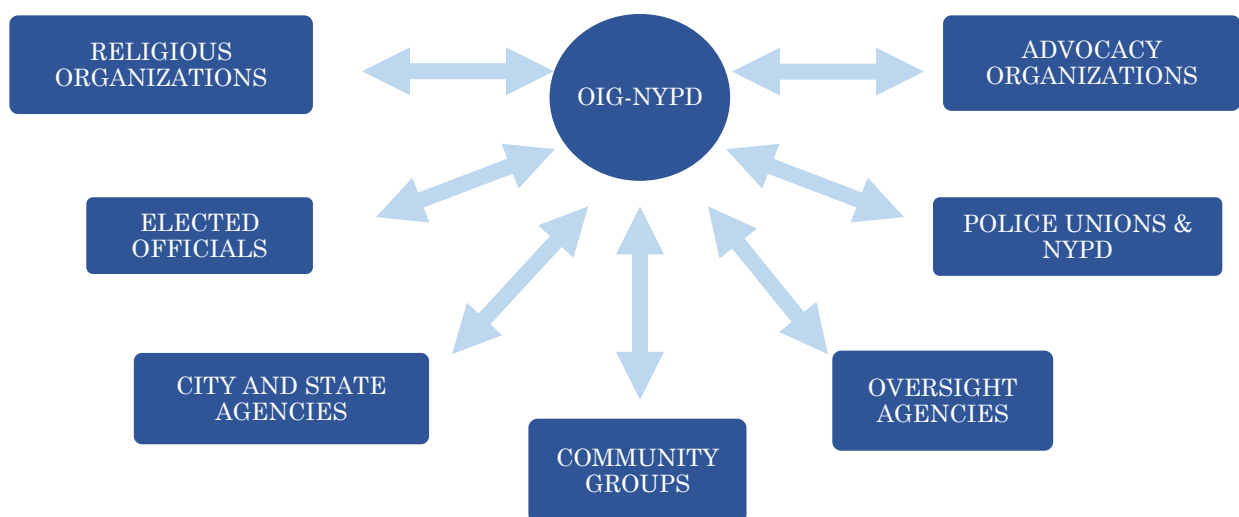 RELIGIOUS
ORGANIZATIONS
OIG-NYPD
ADVOCACY
ORGANIZATIONS
ELECTED
OFFICIALS
POLICE UNIONS &
NYPD
CITY AND STATE
AGENCIES
OVERSIGHT
AGENCIES
COMMUNITY
GROUPS